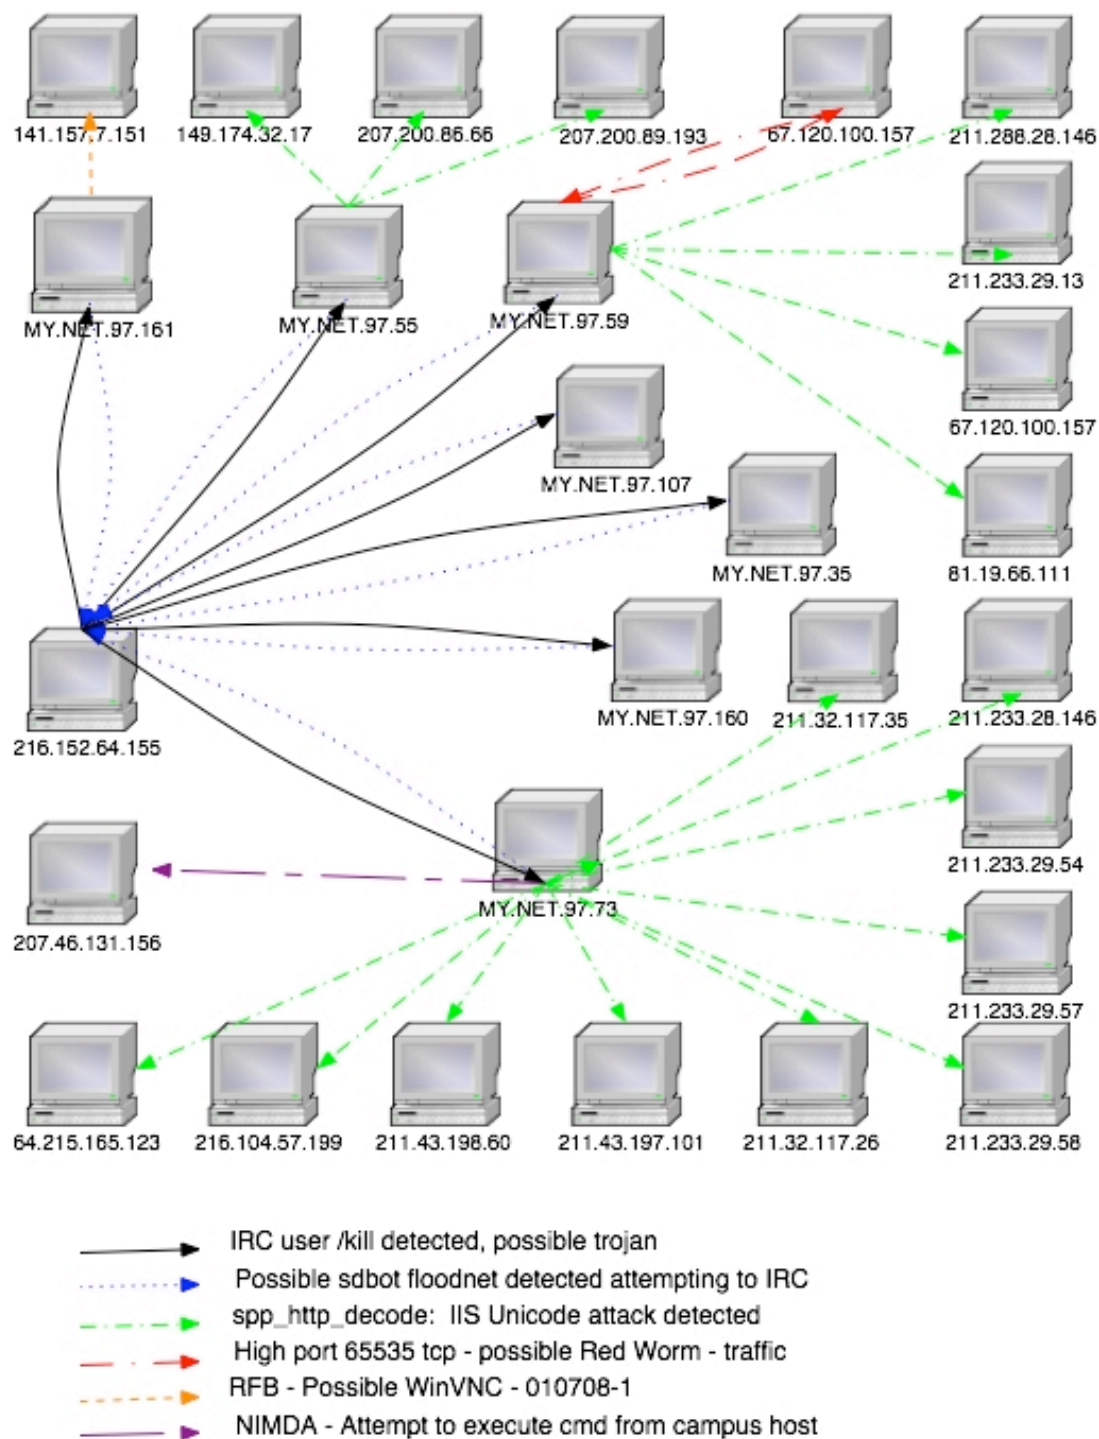 141.157.7.151
149.174.32.17
207.200.86.66
207.200.89.193
67.120.100.157
211.288.28.146
211.233.29.13
MY.NET.97.161
MY.NET.97.55
MY.NET.97.59
67.120.100.157
MY.NET.97.107
MY.NET.97.35
81.19.66.111
MY.NET.97.160
211.32.117.35
211.233.28.146
216.152.64.155
211.233.29.54
MY.NET.97.73
207.46.131.156
211.233.29.57
64.215.165.123
216.104.57.199
211.43.198.60
211.43.197.101
211.32.117.26
211.233.29.58
IRC user /kill detected, possible trojan
Possible sdbot floodnet detected attempting to IRC
spp_http_decode: IIS Unicode attack detected
High port 65535 tcp - possible Red Worm - traffic
RFB - Possible WinVNC - 010708-1
NIMDA - Attempt to execute cmd from campus host